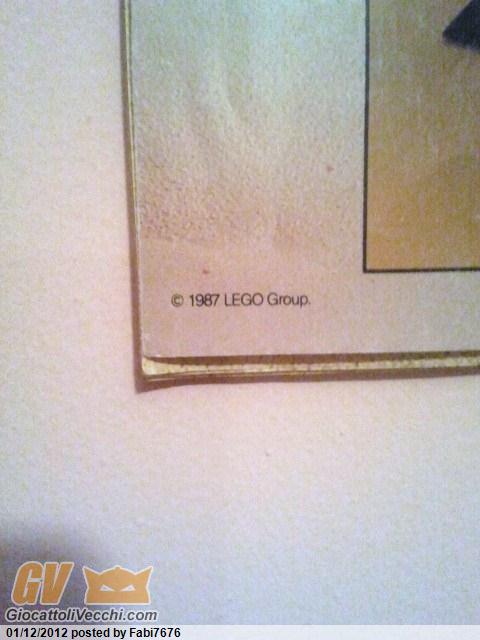 © 1987 LEGO Group.
GV
GiocattoliVecchi.com
01/12/2012 posted by Fabi7676